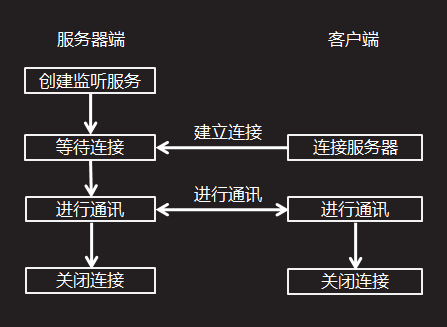 服务器端
客户端
创建监听服务
建立连接
等待连接
连接服务器
进行通讯
进行通讯
进行通讯
关闭连接
关闭连接